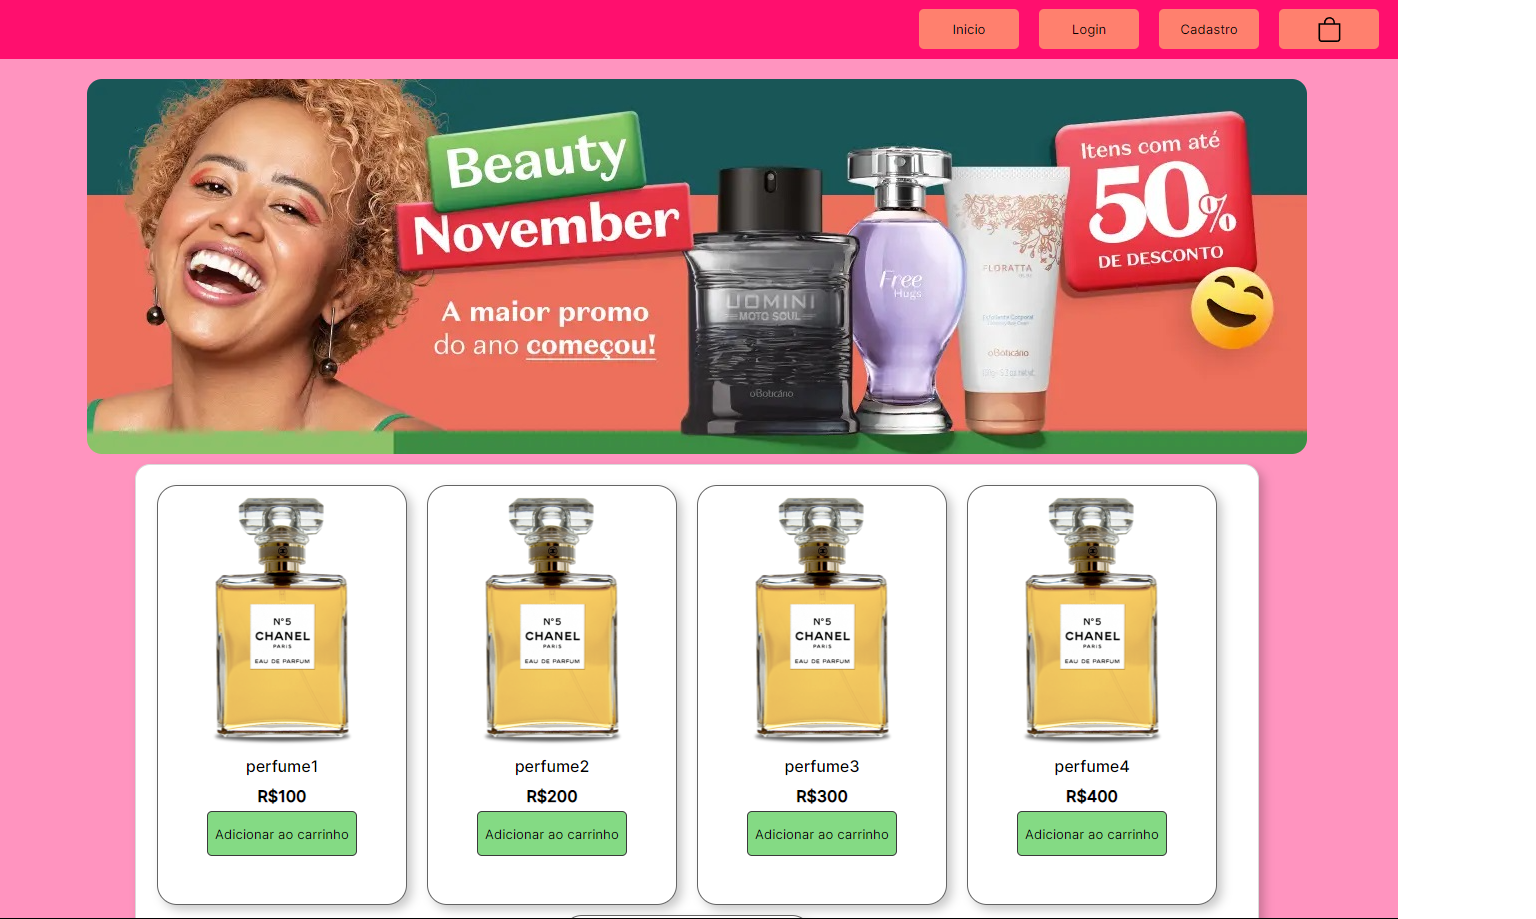 Inicio
Login
Cadastro
Beauty
November
A maior promo
do ano começou!
UOMINI
MOTO SOUL
oBoticário
Free
Hugs
FLORATTA
oBoticário
Itens com até
50%
DE DESCONTO
N°5
CHANEL
PARIS
EAU DE PARFUM
perfume1
R$100
Adicionar ao carrinho
N°5
CHANEL
PARIS
EAU DE PARFUM
perfume2
R$200
Adicionar ao carrinho
N°5
CHANEL
PARIS
EAU DE PARFUM
perfume3
R$300
Adicionar ao carrinho
N°5
CHANEL
PARIS
EAU DE PARFUM
perfume4
R$400
Adicionar ao carrinho